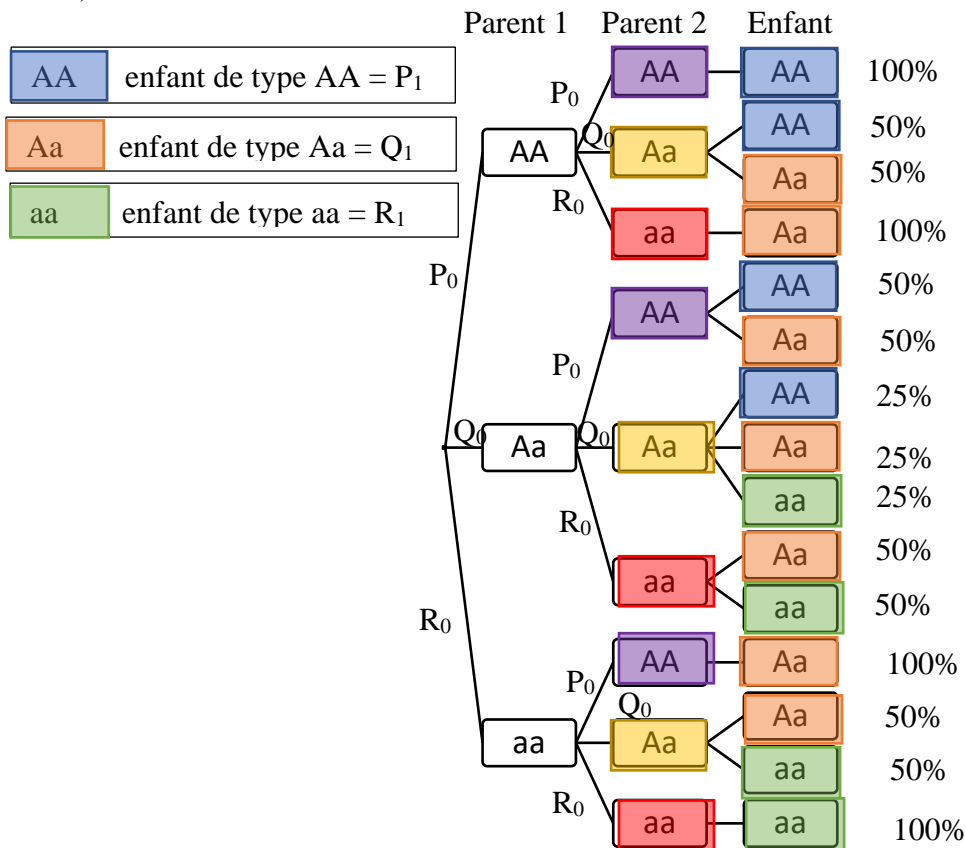 Parent 1 Parent 2 Enfant
AA enfant de type AA = P₁
Aa enfant de type Aa = Q₁
aa enfant de type aa = R₁
P₀
Q₀
R₀
AA
P₀
Q₀
R₀
AA AA 100%
Aa AA 50%
Aa 50%
aa Aa 100%
Aa
P₀
Q₀
R₀
AA AA 50%
Aa 50%
Aa AA 25%
Aa 25%
aa 25%
aa Aa 50%
aa 50%
aa
P₀
Q₀
R₀
AA Aa 100%
Aa Aa 50%
aa 50%
aa aa 100%